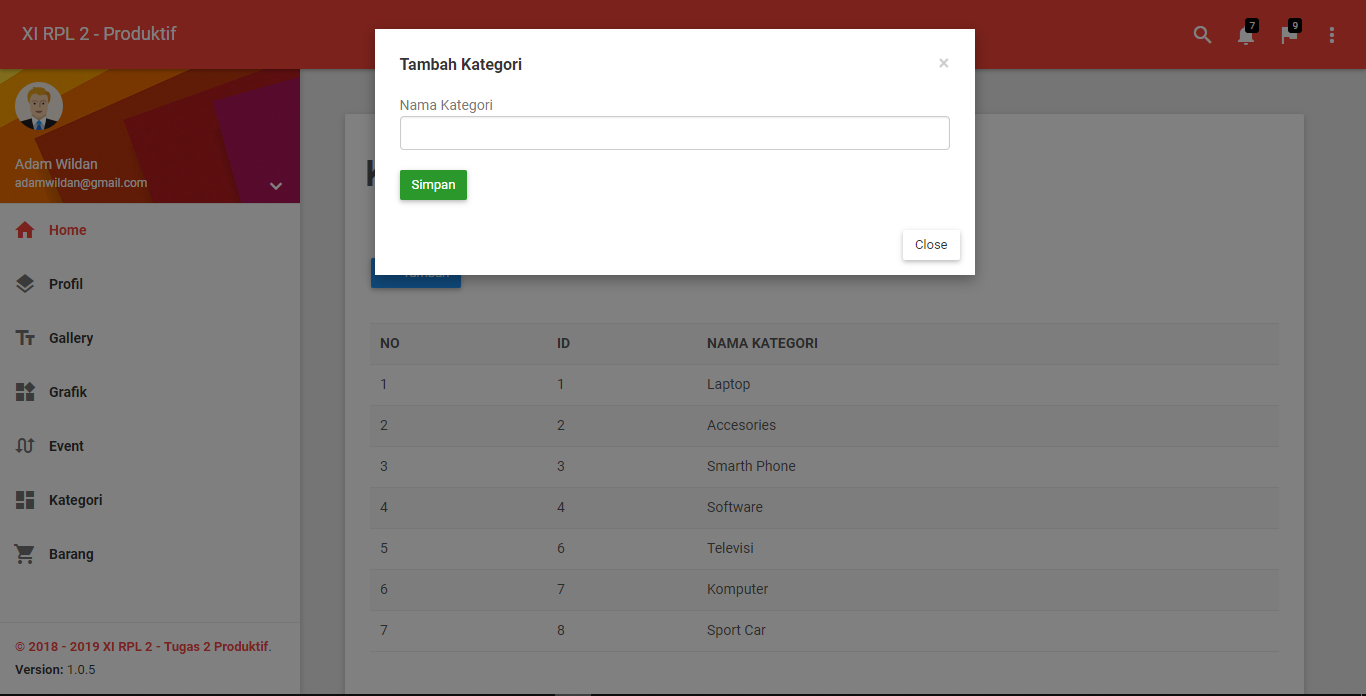 XI RPL 2 - Produktif
7
9
Adam Wildan
adamwildan@gmail.com
Home
Profil
Gallery
Grafik
Event
Kategori
Barang
© 2018 - 2019 XI RPL 2 - Tugas 2 Produktif.
Version: 1.0.5
Tambah Kategori
×
Nama Kategori
Simpan
Close
NO ID NAMA KATEGORI
1 1 Laptop
2 2 Accesories
3 3 Smarth Phone
4 4 Software
5 6 Televisi
6 7 Komputer
7 8 Sport Car